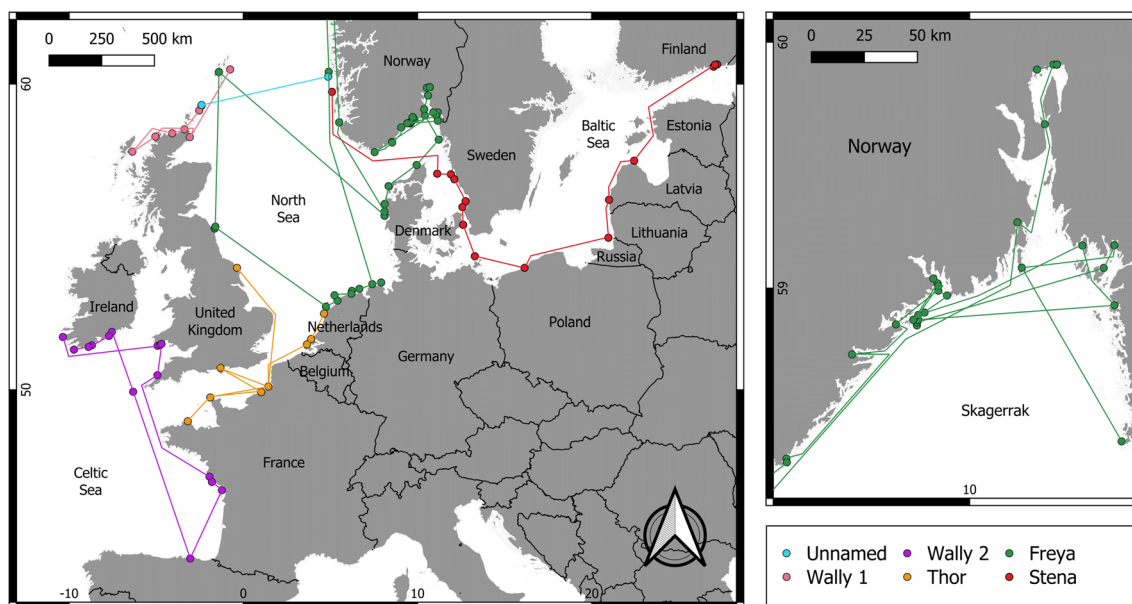 0 250 500 km
Norway
Finland
60
Estonia
Baltic
Sea
Sweden
Latvia
North
Sea
Denmark
Lithuania
Russia
Ireland
United
Kingdom
Netherlands
Poland
Germany
Belgium
50
France
Celtic
Sea
-10 0 10 20
60
0 25 50 km
Norway
59
Skagerrak
10
Unnamed Wally 2 Freya
Wally 1 Thor Stena